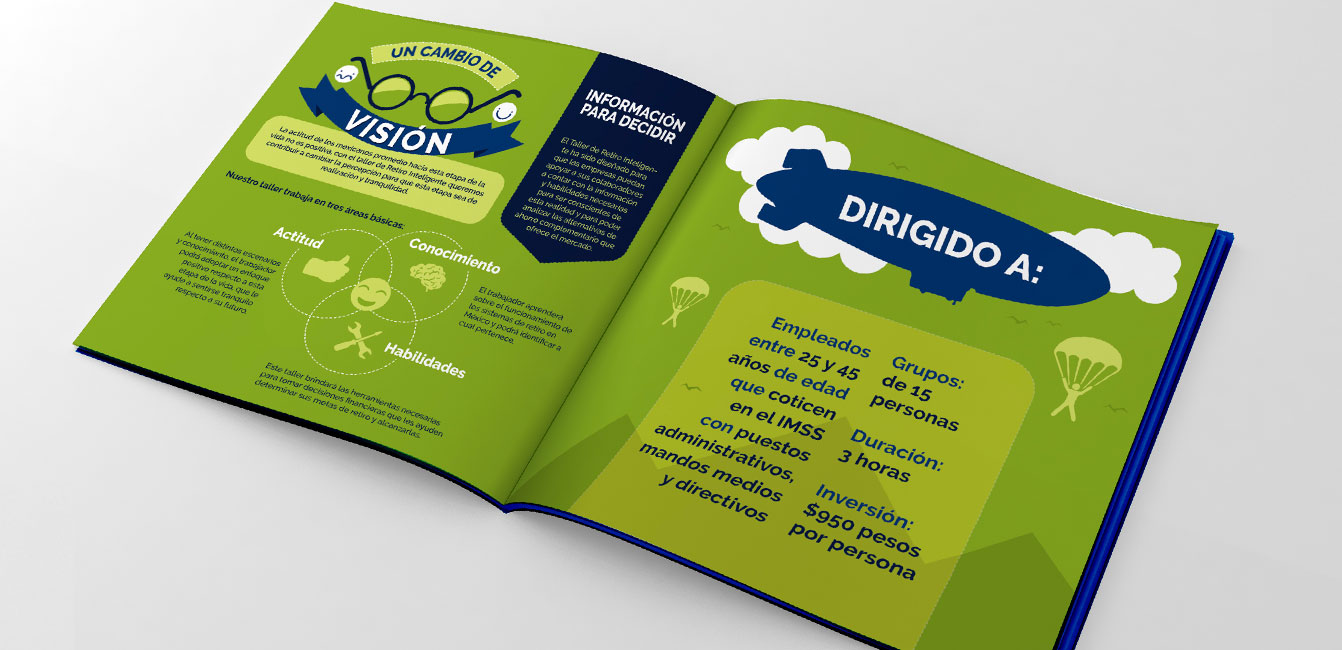 UN CAMBIO DE
VISIÓN
La actitud de los mexicanos promedio hacia esta etapa de la
vida no es positiva, con el taller de Retiro Inteligente queremos
contribuir a cambiar la percepción para que esta etapa sea de
realización y tranquilidad.
Nuestro taller trabaja en tres áreas básicas:
Actitud
Al tener distintos escenarios
y conocimiento, el trabajador
podrá adoptar un enfoque
positivo respecto a esta
etapa de la vida, que le
ayude a sentirse tranquilo
respecto a su futuro.
Conocimiento
El trabajador aprenderá
sobre el funcionamiento de
los sistemas de retiro en
México y podrá identificar a
cual pertenece.
Habilidades
Este taller brindará las herramientas necesarias
para tomar decisiones financieras que les ayuden
determinar sus metas de retiro y alcanzarlas.
INFORMACIÓN
PARA DECIDIR
El Taller de Retiro Inteligen-
te ha sido diseñado para
que las empresas puedan
apoyar a sus colaboradores
a contar con la información
y habilidades necesarias
para ser conscientes de
esta realidad y para poder
analizar las alternativas de
ahorro complementario que
ofrece el mercado.
DIRIGIDO A:
Empleados
entre 25 y 45
años de edad
que coticen
en el IMSS
con puestos
administrativos,
mandos medios
y directivos
Grupos:
de 15
personas
Duración:
3 horas
Inversión:
$950 pesos
por persona